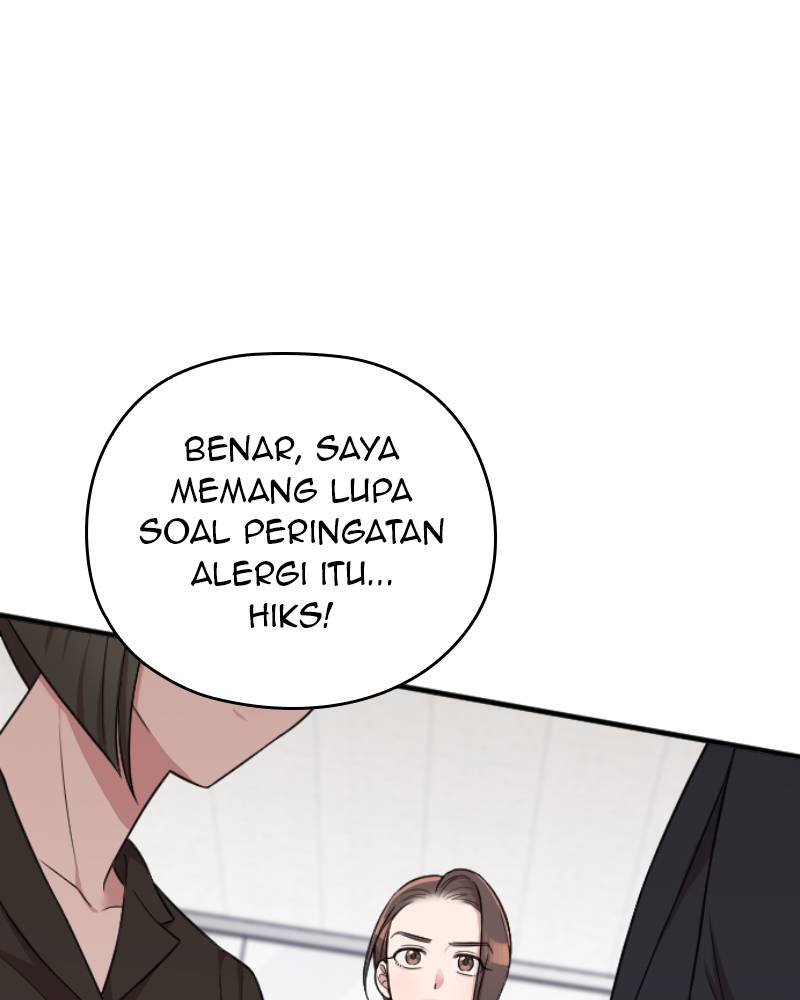 BENAR, SAYA
MEMANG LUPA
SOAL PERINGATAN
ALERGI ITU...
HIKS!